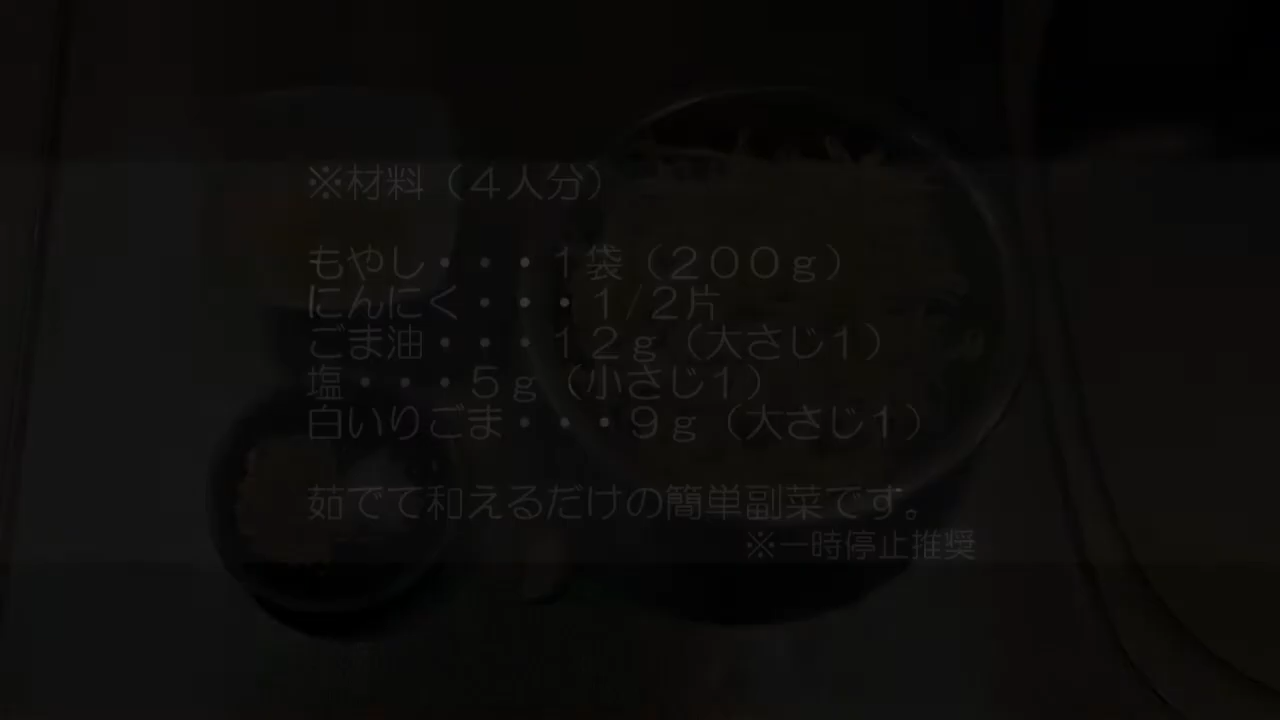 ※材料（４人分）
もやし・・・１袋（２００ｇ）
にんにく・・・１/２片
ごま油・・・１２ｇ（大さじ１）
塩・・・５ｇ（小さじ１）
白いりごま・・・９ｇ（大さじ１）
茹でて和えるだけの簡単副菜です。
※一時停止推奨